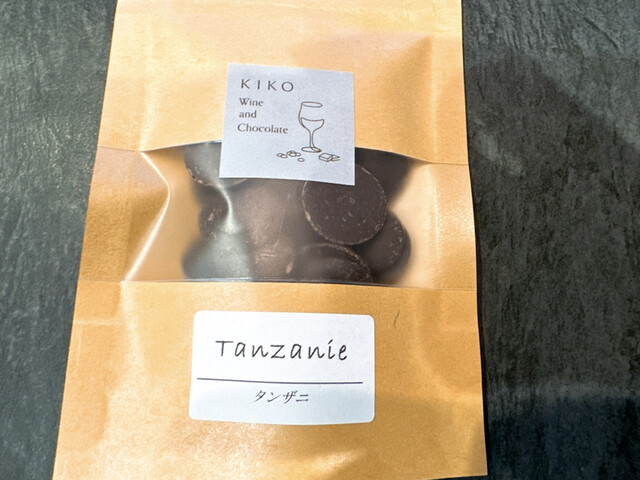 KIKO
Wine
and
Chocolate
Tanzanie
タンザニ